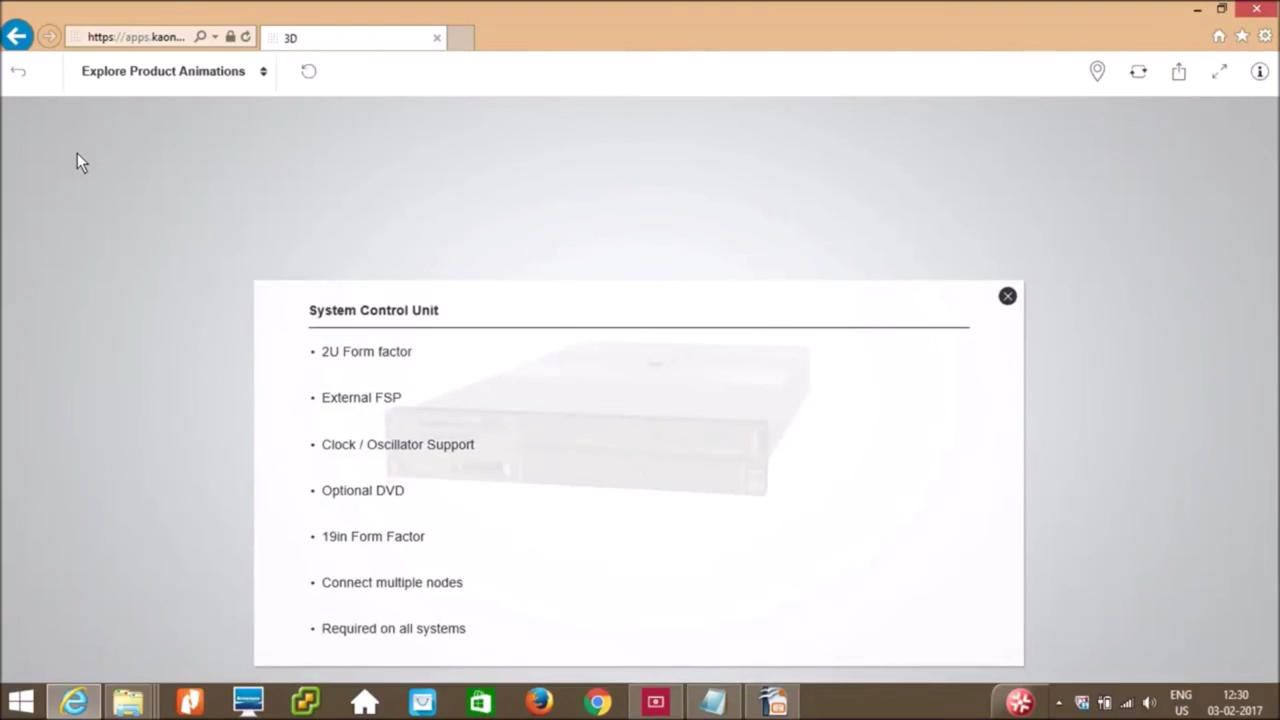 https://apps.kaon...
3D
Explore Product Animations
System Control Unit
• 2U Form factor
• External FSP
• Clock / Oscillator Support
• Optional DVD
• 19in Form Factor
• Connect multiple nodes
• Required on all systems
ENG
US
12:30
03-02-2017